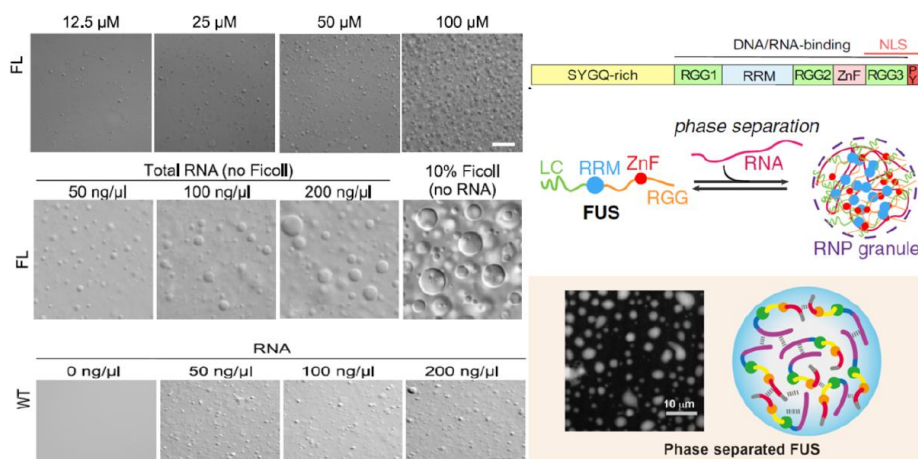 12.5 µM 25 µM 50 µM 100 µM
FL
Total RNA (no Ficoll)
10% Ficoll
(no RNA)
50 ng/µl 100 ng/µl 200 ng/µl
FL
RNA
0 ng/µl 50 ng/µl 100 ng/µl 200 ng/µl
WT
DNA/RNA-binding NLS
SYGQ-rich RGG1 RRM RGG2 ZnF RGG3 PY
phase separation
LC RRM ZnF RNA
RGG
FUS
RNP granule
10 µm
Phase separated FUS